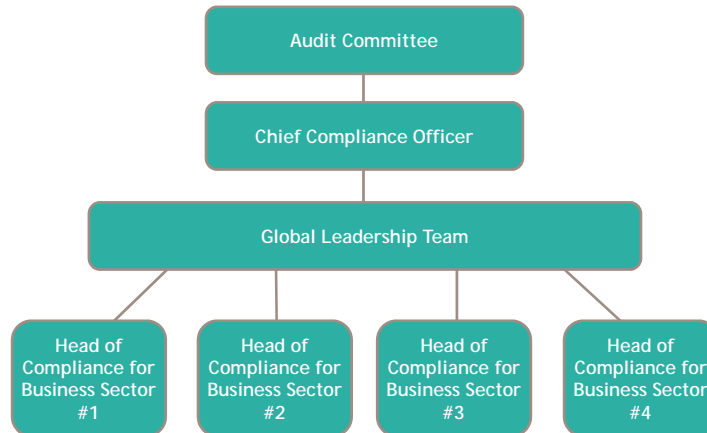 Audit Committee
Chief Compliance Officer
Global Leadership Team
Head of
Compliance for
Business Sector
#1
Head of
Compliance for
Business Sector
#2
Head of
Compliance for
Business Sector
#3
Head of
Compliance for
Business Sector
#4